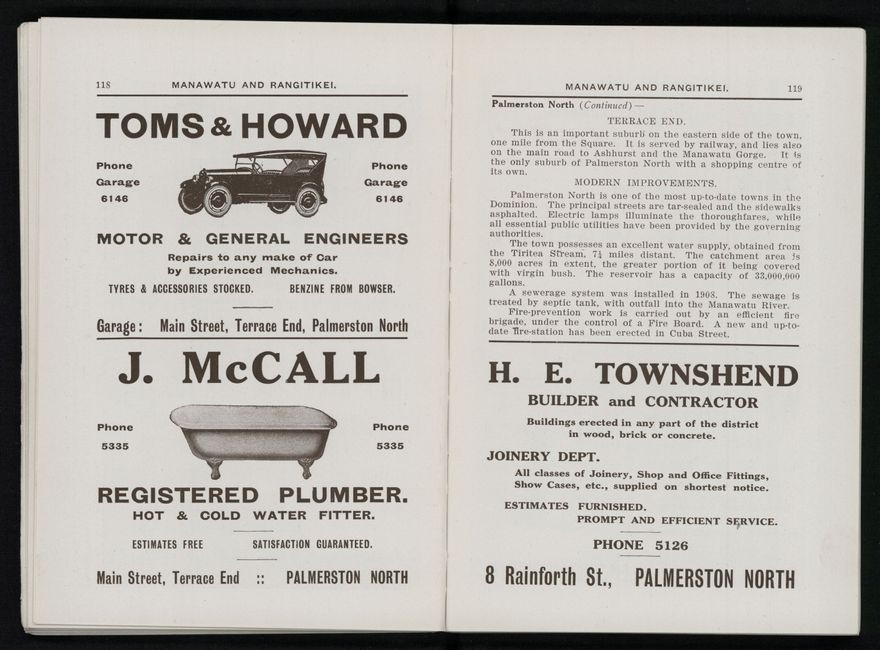 118 MANAWATU AND RANGITIKEI.
TOMS & HOWARD
Phone Phone
Garage Garage
6146 6146
MOTOR & GENERAL ENGINEERS
Repairs to any make of Car
by Experienced Mechanics.
TYRES & ACCESSORIES STOCKED. BENZINE FROM BOWSER.
Garage: Main Street, Terrace End, Palmerston North
J. McCALL
Phone Phone
5335 5335
REGISTERED PLUMBER.
HOT & COLD WATER FITTER.
ESTIMATES FREE SATISFACTION GUARANTEED.
Main Street, Terrace End :: PALMERSTON NORTH
MANAWATU AND RANGITIKEI. 119
Palmerston North (Continued)—
TERRACE END.
This is an important suburb on the eastern side of the town,
one mile from the Square. It is served by railway, and lies also
on the main road to Ashhurst and the Manawatu Gorge. It is
the only suburb of Palmerston North with a shopping centre of
its own.
MODERN IMPROVEMENTS.
Palmerston North is one of the most up-to-date towns in the
Dominion. The principal streets are tar-sealed and the sidewalks
asphalted. Electric lamps illuminate the thoroughfares, while
all essential public utilities have been provided by the governing
authorities.
The town possesses an excellent water supply, obtained from
the Tiritea Stream, 7¼ miles distant. The catchment area is
8,000 acres in extent, the greater portion of it being covered
with virgin bush. The reservoir has a capacity of 33,000,000
gallons.
A sewerage system was installed in 1908. The sewage is
treated by septic tank, with outfall into the Manawatu River.
Fire-prevention work is carried out by an efficient fire
brigade, under the control of a Fire Board. A new and up-to-
date fire-station has been erected in Cuba Street.
H. E. TOWNSHEND
BUILDER and CONTRACTOR
Buildings erected in any part of the district
in wood, brick or concrete.
JOINERY DEPT.
All classes of Joinery, Shop and Office Fittings,
Show Cases, etc., supplied on shortest notice.
ESTIMATES FURNISHED.
PROMPT AND EFFICIENT SERVICE.
PHONE 5126
8 Rainforth St., PALMERSTON NORTH